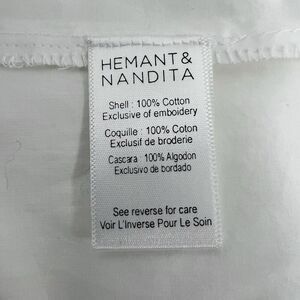 HEMANT &
NANDITA
Shell : 100% Cotton
Exclusive of emboidery
Coquille : 100% Coton
Exclusif de broderie
Cascara : 100% Algodon
Exclusivo de bordado
See reverse for care
Voir L'Inverse Pour Le Soin